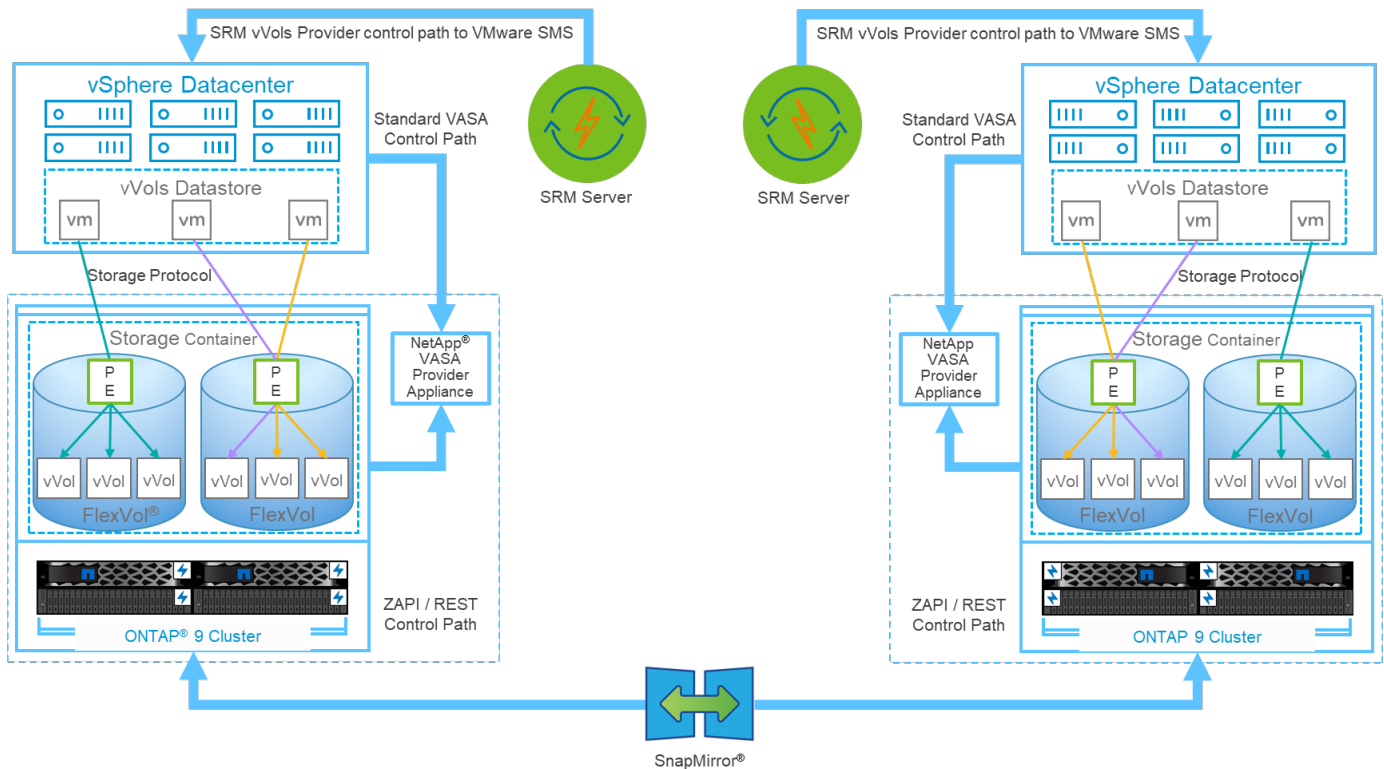 SRM vVols Provider control path to VMware SMS
vSphere Datacenter
Standard VASA
Control Path
SRM Server
vVols Datastore
vm
vm
vm
Storage Protocol
Storage Container
P
E
P
E
NetApp®
VASA
Provider
Appliance
vVol
vVol
vVol
vVol
vVol
vVol
FlexVol®
FlexVol
ZAPI / REST
Control Path
ONTAP® 9 Cluster
SRM vVols Provider control path to VMware SMS
vSphere Datacenter
Standard VASA
Control Path
SRM Server
vVols Datastore
vm
vm
vm
Storage Protocol
Storage Container
P
E
P
E
NetApp
VASA
Provider
Appliance
vVol
vVol
vVol
vVol
vVol
vVol
FlexVol
FlexVol
ZAPI / REST
Control Path
ONTAP 9 Cluster
SnapMirror®